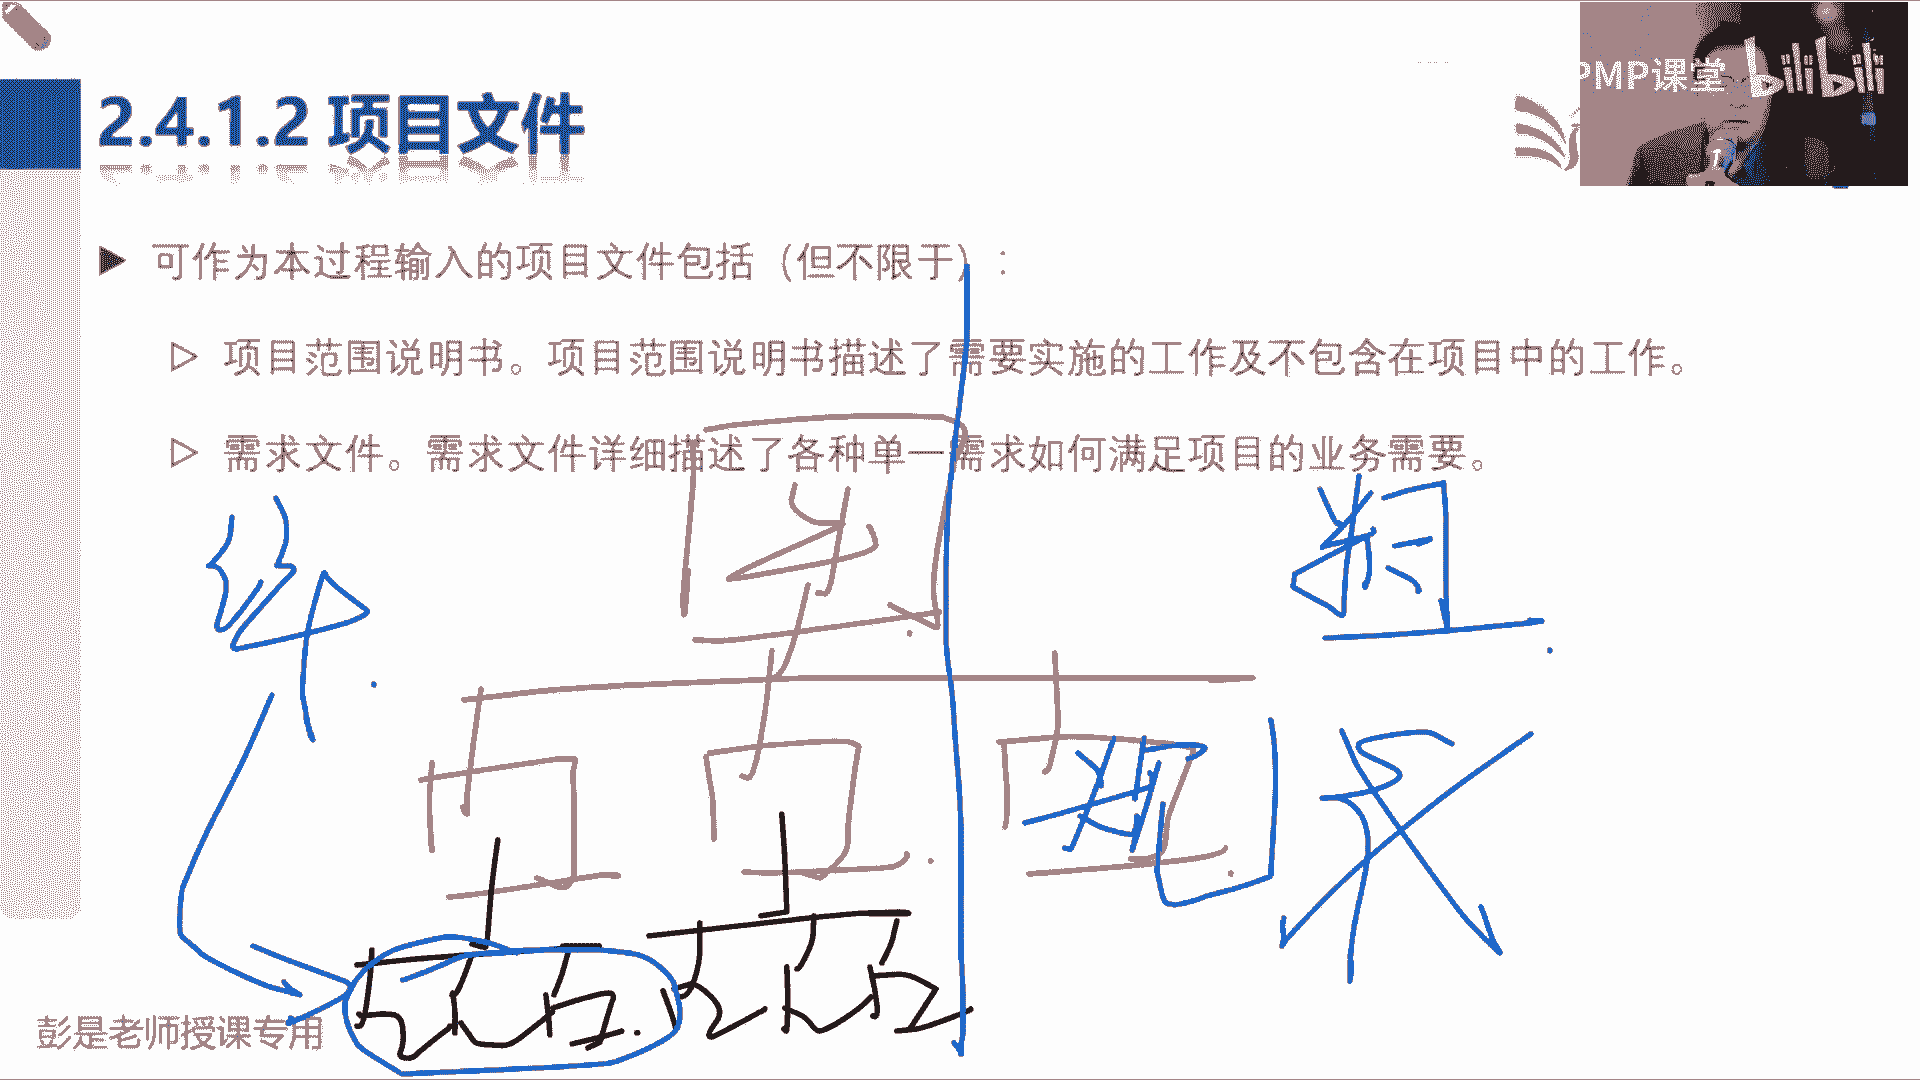 PMP课堂 bilibili
2.4.1.2 项目文件
▶ 可作为本过程输入的项目文件包括（但不限于）：
▷ 项目范围说明书。项目范围说明书描述了需要实施的工作及不包含在项目中的工作。
▷ 需求文件。需求文件详细描述了各种单一需求如何满足项目的业务需要。
粗
彭是老师授课专用